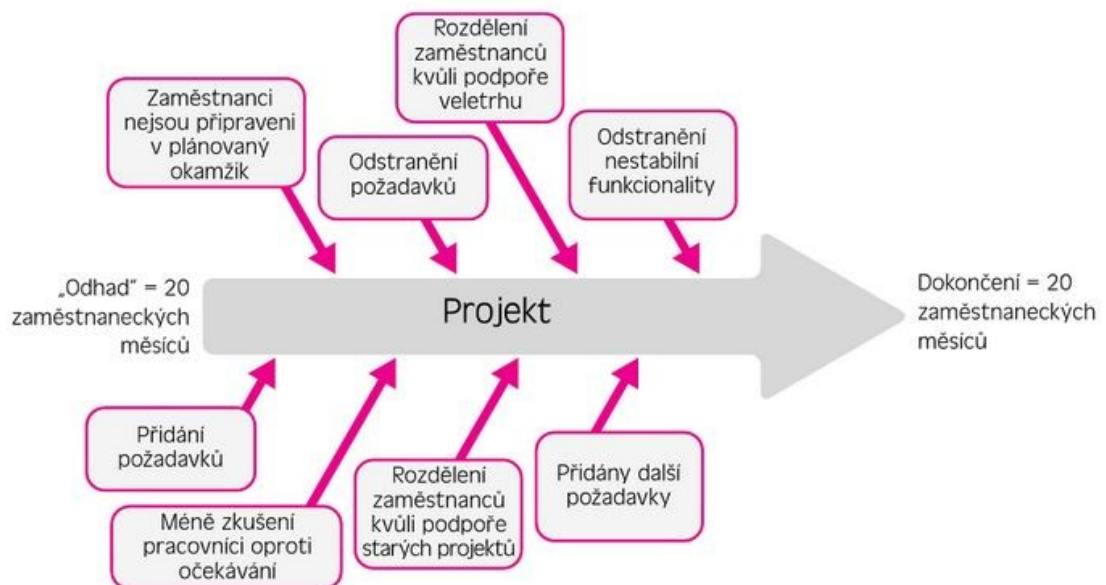 Rozdělení
zaměstnanců
kvůli podpoře
veletrhu
Zaměstnanci
nejsou připraveni
v plánovaný
okamžik
Odstranění
požadavků
Odstranění
nestabilní
funkcionality
„Odhad“ = 20
zaměstnaneckých
měsíců
Projekt
Dokončení = 20
zaměstnaneckých
měsíců
Přidání
požadavků
Méně zkušení
pracovníci oproti
očekávání
Rozdělení
zaměstnanců
kvůli podpoře
starých projektů
Přidány další
požadavky